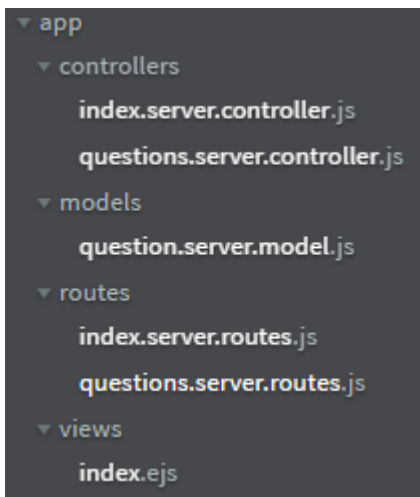 app
controllers
index.server.controller.js
questions.server.controller.js
models
question.server.model.js
routes
index.server.routes.js
questions.server.routes.js
views
index.ejs